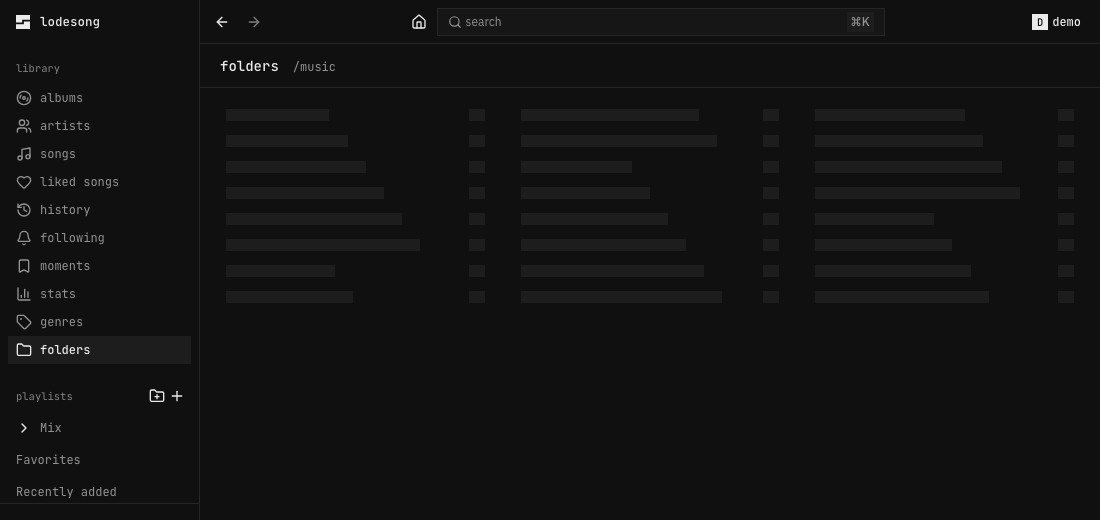 lodesong
search
⌘K
D
demo
library
folders
/music
albums
artists
songs
liked songs
history
following
moments
stats
genres
folders
playlists
Mix
Favorites
Recently added